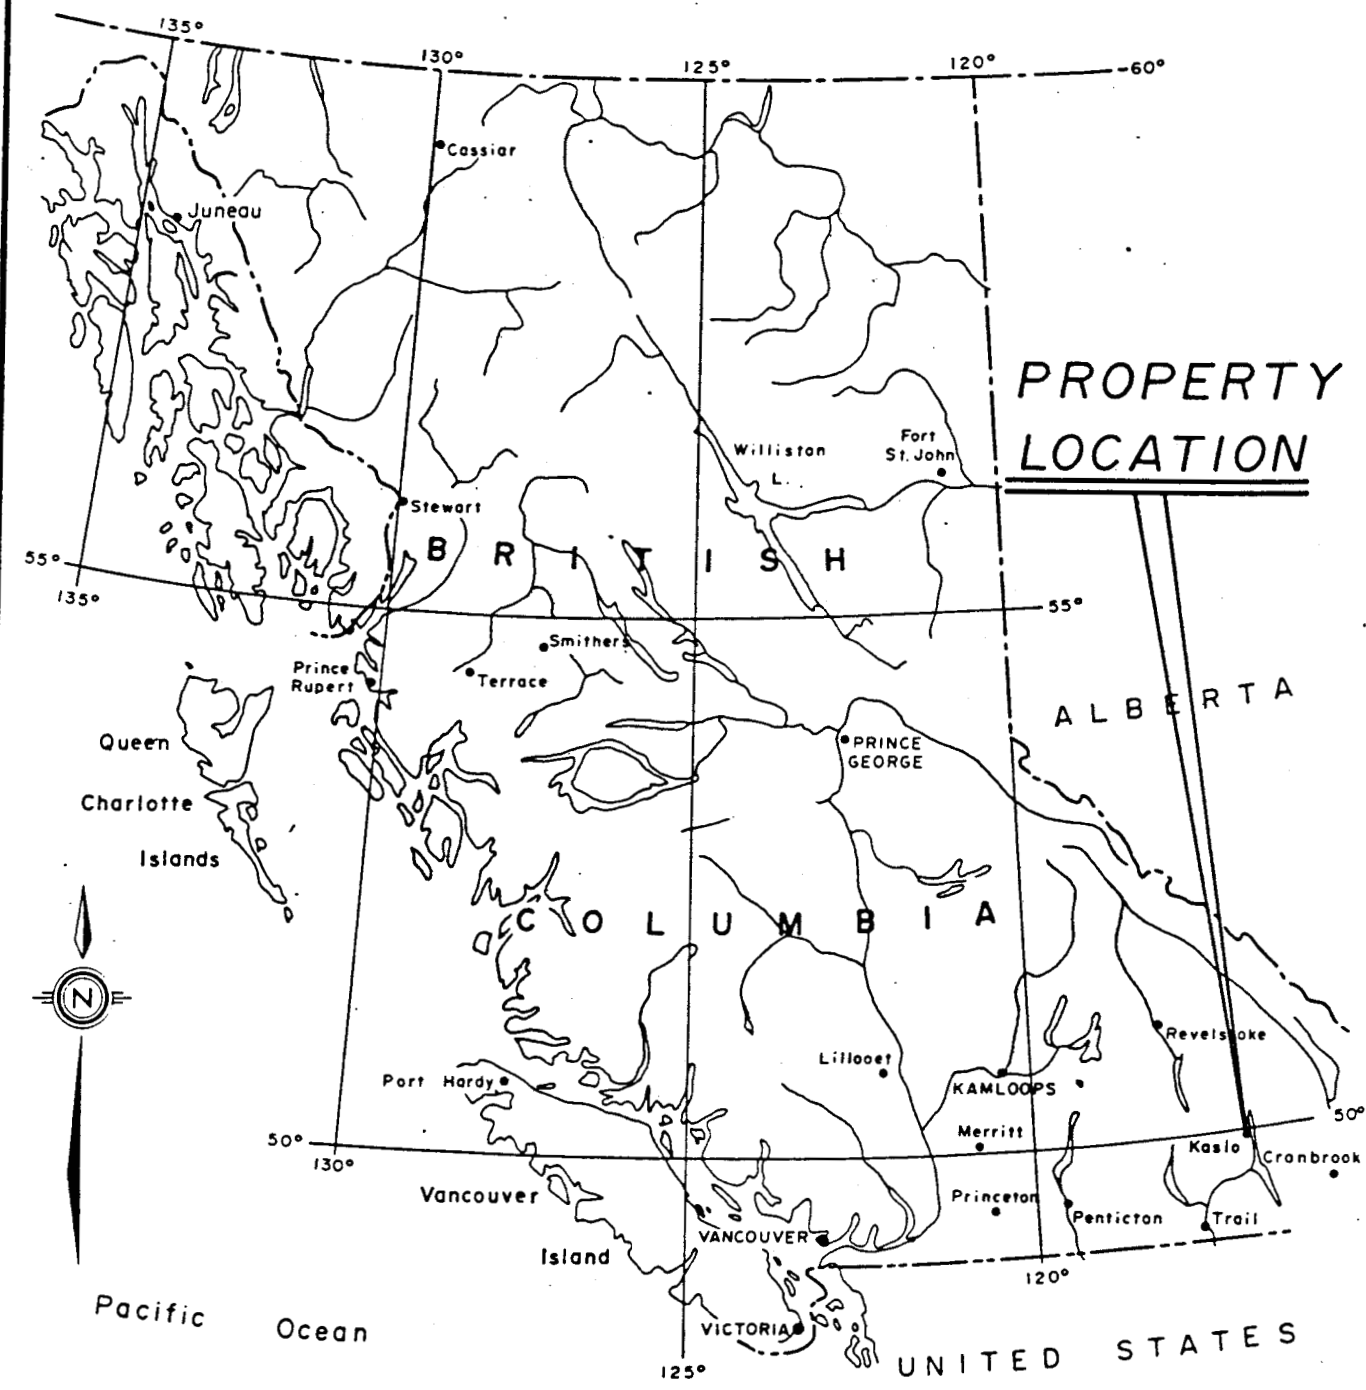 135°
130°
125°
120°
60°
Cassiar
Juneau
PROPERTY
LOCATION
Williston
L.
Fort
St. John
Stewart
BRITISH
55°
135°
55°
Smithers
Terrace
Prince
Rupert
ALBERTA
Queen
Charlotte
Islands
PRINCE
GEORGE
COLUMBIA
N
Revelstoke
Lillooet
KAMLOOPS
Port Hardy
50°
Merritt
50°
130°
Kaslo
Cranbrook
Vancouver
Island
Princeton
Penticton
Trail
VANCOUVER
120°
Pacific Ocean
VICTORIA
125°
UNITED STATES